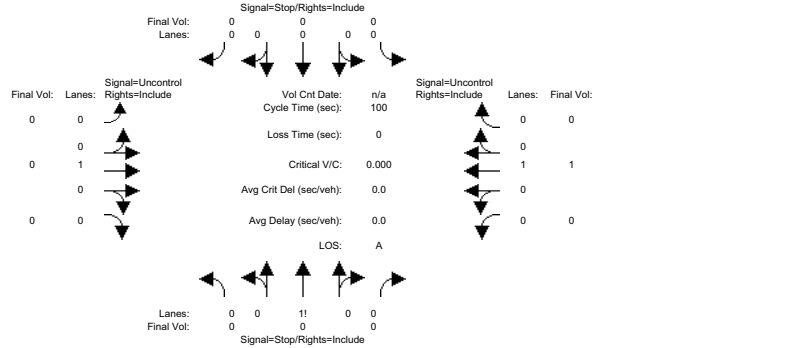 Signal=Stop/Rights=Include
Final Vol: 0 0 0
Lanes: 0 0 0 0 0
Signal=Uncontrol
Final Vol: Lanes: Rights=Include
Vol Cnt Date: n/a
Signal=Uncontrol
Rights=Include Lanes: Final Vol:
Cycle Time (sec): 100
0 0
0 0
Loss Time (sec): 0
0
0
0 1
Critical V/C: 0.000
1 1
0
Avg Crit Del (sec/veh): 0.0
0
0 0
Avg Delay (sec/veh): 0.0
0 0
LOS: A
Lanes: 0 0 1! 0 0
Final Vol: 0 0 0
Signal=Stop/Rights=Include